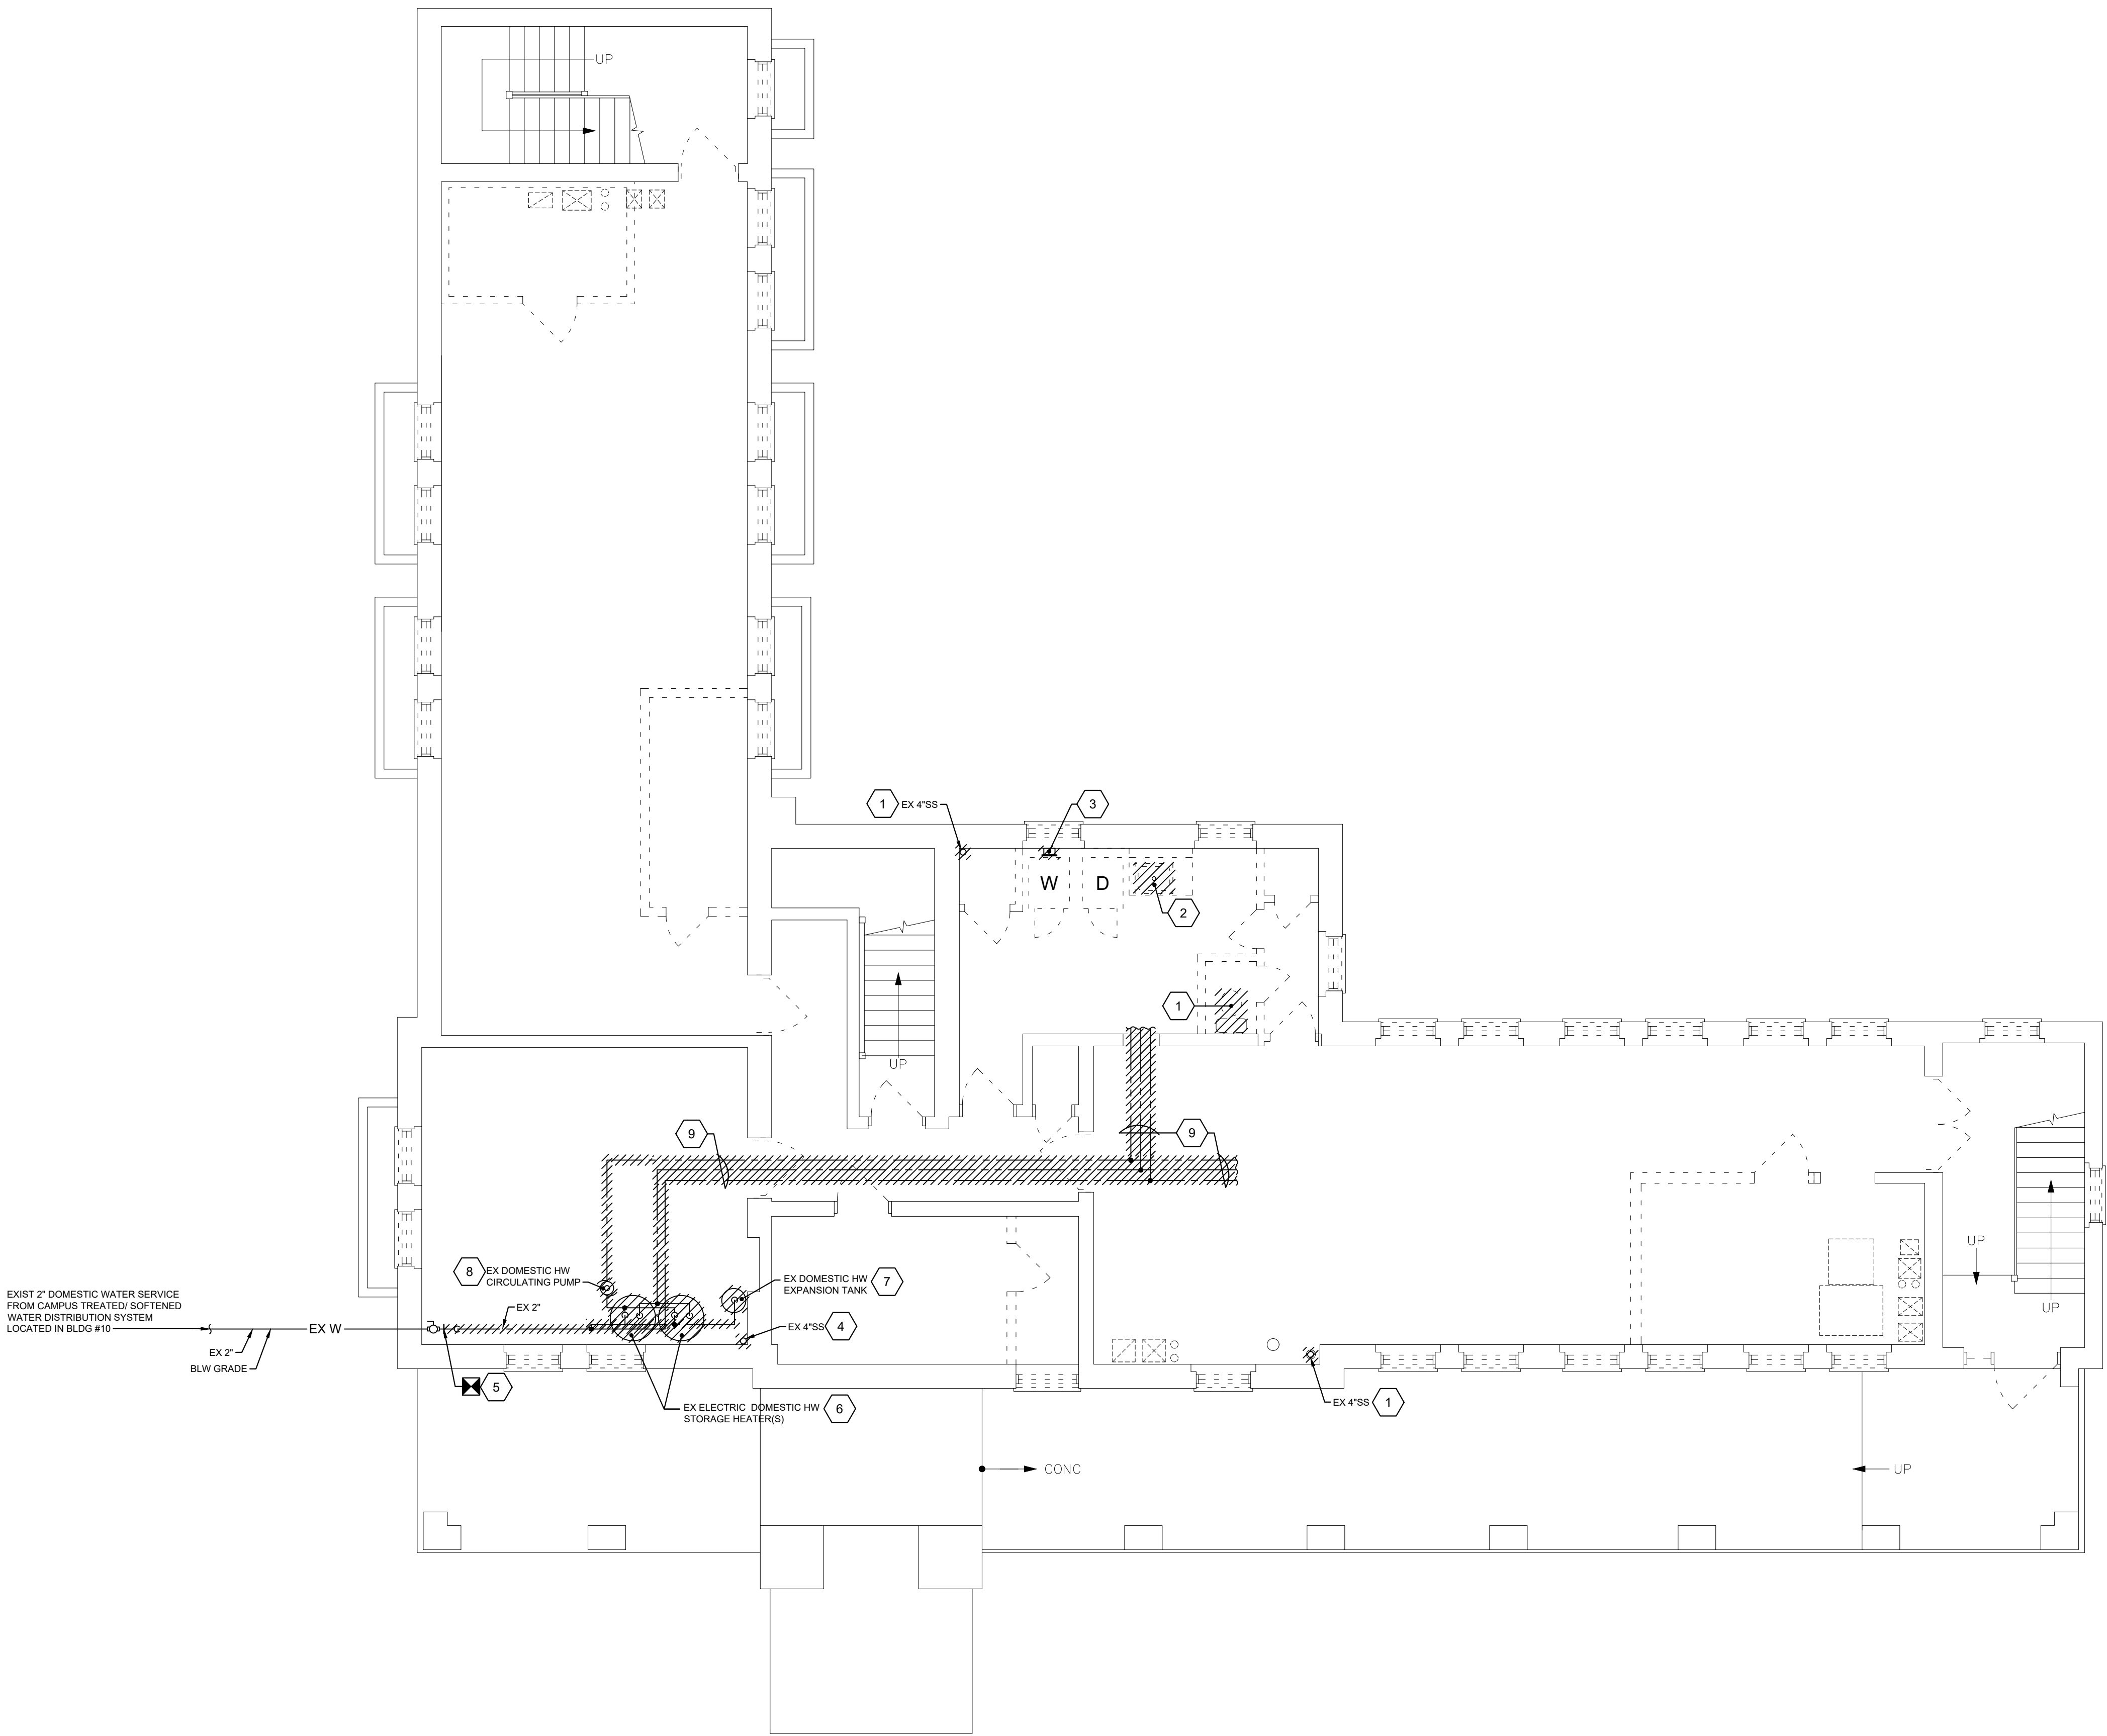 UP
1
EX 4"SS
3
W
D
2
1
UP
9
9
UP
UP
8
EX DOMESTIC HW
CIRCULATING PUMP
EX DOMESTIC HW
EXPANSION TANK
7
EXIST 2" DOMESTIC WATER SERVICE
FROM CAMPUS TREATED/ SOFTENED
WATER DISTRIBUTION SYSTEM
LOCATED IN BLDG #10
EX 2"
EX W
EX 4"SS
4
EX 2"
BLW GRADE
5
EX ELECTRIC DOMESTIC HW
STORAGE HEATER(S)
6
EX 4"SS
1
CONC
UP